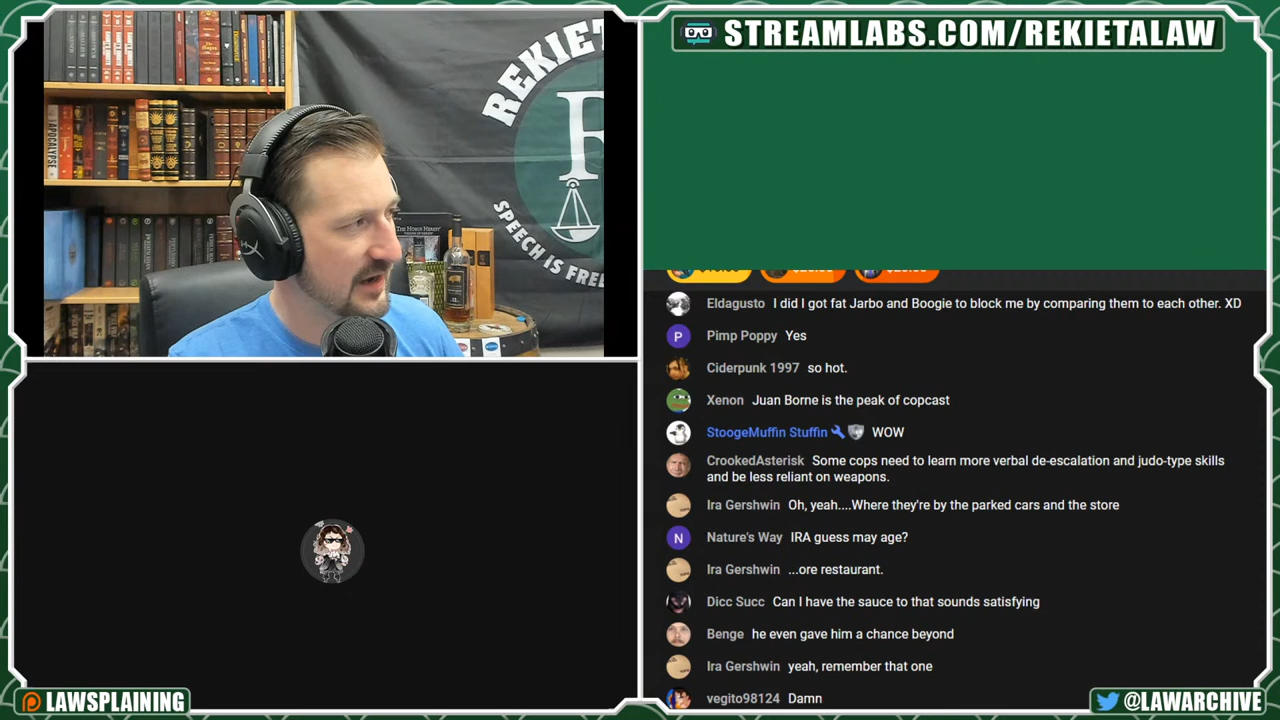 STREAMLABS.COM/REKIETALAW
REKIET
R
SPEECH IS FREE
APOCALYPSE
THE HORUS HERESY
Eldagusto I did I got fat Jarbo and Boogie to block me by comparing them to each other. XD
P Pimp Poppy Yes
Ciderpunk 1997 so hot.
Xenon Juan Borne is the peak of copcast
StoogeMuffin Stuffin WOW
CrookedAsterisk Some cops need to learn more verbal de-escalation and judo-type skills
and be less reliant on weapons.
Ira Gershwin Oh, yeah....Where they're by the parked cars and the store
N Nature's Way IRA guess may age?
Ira Gershwin ...ore restaurant.
Dicc Succ Can I have the sauce to that sounds satisfying
Benge he even gave him a chance beyond
Ira Gershwin yeah, remember that one
vegito98124 Damn
LAWSPLAINING
@LAWARCHIVE